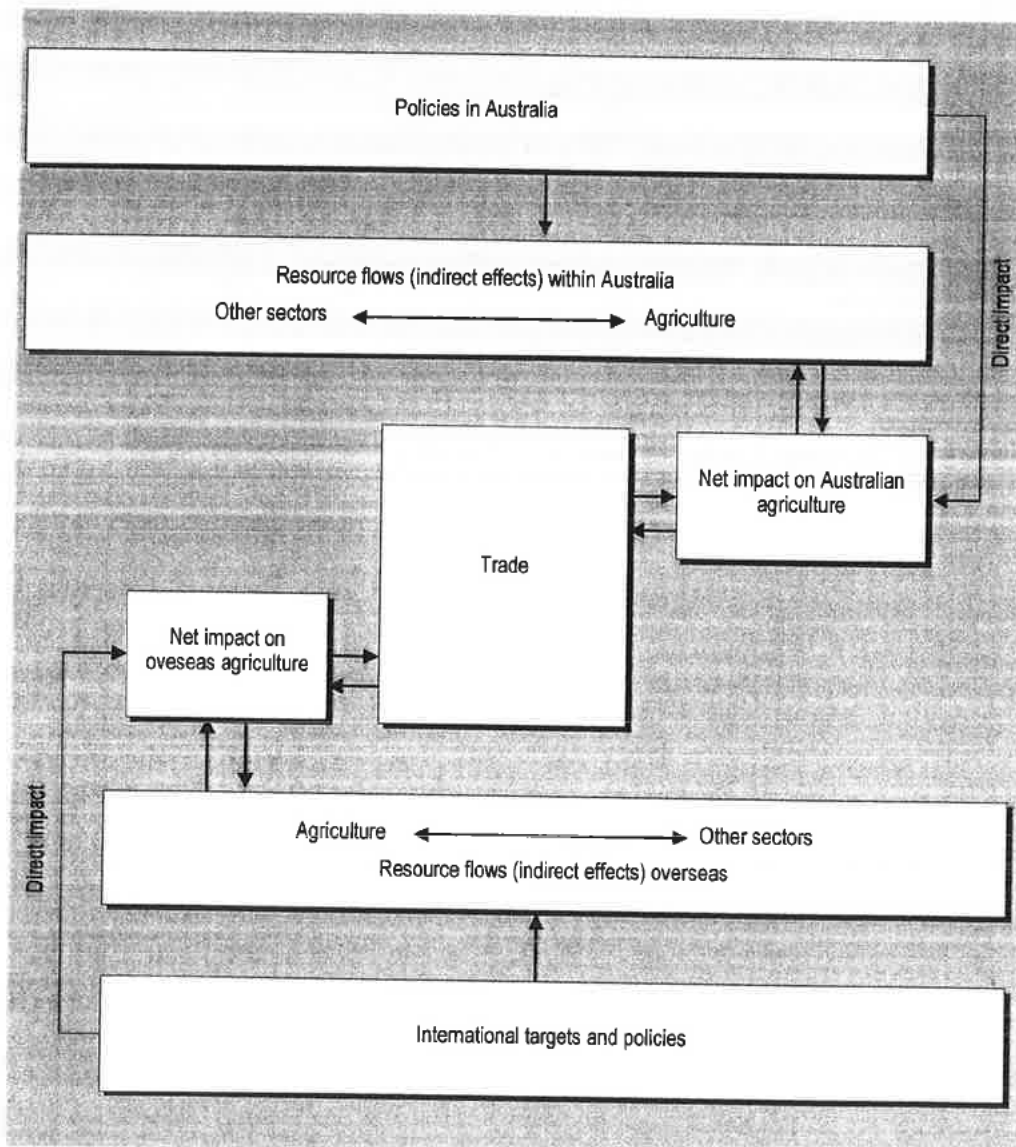 Policies in Australia
Resource flows (indirect effects) within Australia
Other sectors Agriculture
Direct impact
Net impact on Australian
agriculture
Trade
Net impact on
oveseas agriculture
Direct impact
Agriculture Other sectors
Resource flows (indirect effects) overseas
International targets and policies